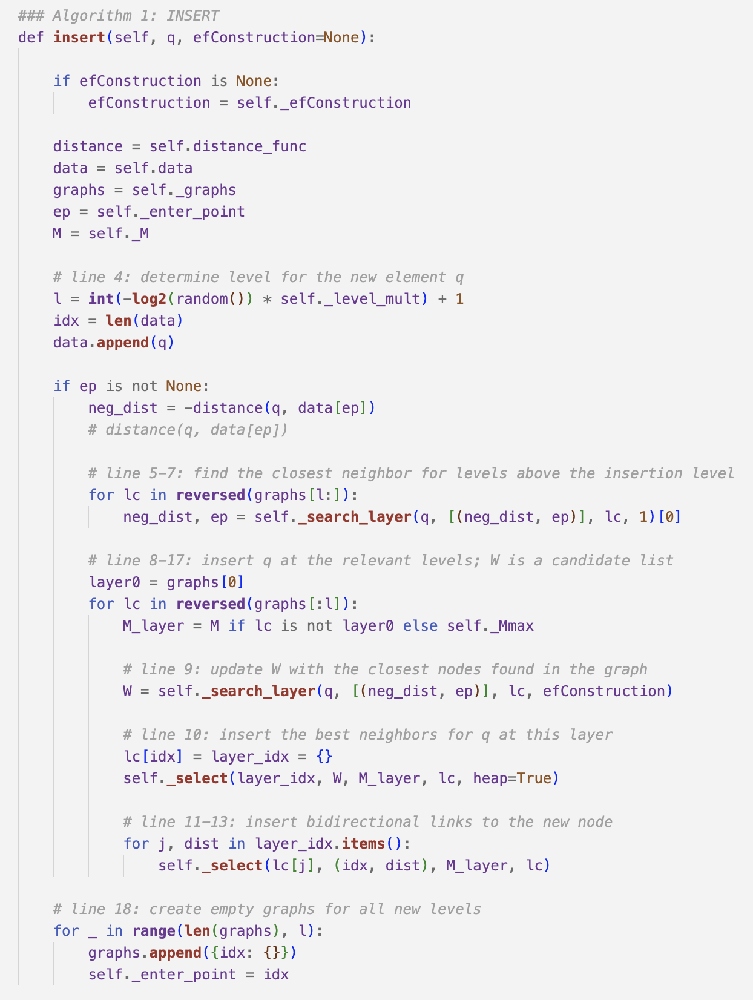 ### Algorithm 1: INSERT
def insert(self, q, efConstruction=None):
if efConstruction is None:
efConstruction = self._efConstruction
distance = self.distance_func
data = self.data
graphs = self._graphs
ep = self._enter_point
M = self._M
# line 4: determine level for the new element q
l = int(-log2(random()) * self._level_mult) + 1
idx = len(data)
data.append(q)
if ep is not None:
neg_dist = -distance(q, data[ep])
# distance(q, data[ep])
# line 5-7: find the closest neighbor for levels above the insertion level
for lc in reversed(graphs[l:]):
neg_dist, ep = self._search_layer(q, [(neg_dist, ep)], lc, 1)[0]
# line 8-17: insert q at the relevant levels; W is a candidate list
layer0 = graphs[0]
for lc in reversed(graphs[:l]):
M_layer = M if lc is not layer0 else self._Mmax
# line 9: update W with the closest nodes found in the graph
W = self._search_layer(q, [(neg_dist, ep)], lc, efConstruction)
# line 10: insert the best neighbors for q at this layer
lc[idx] = layer_idx = {}
self._select(layer_idx, W, M_layer, lc, heap=True)
# line 11-13: insert bidirectional links to the new node
for j, dist in layer_idx.items():
self._select(lc[j], (idx, dist), M_layer, lc)
# line 18: create empty graphs for all new levels
for _ in range(len(graphs), l):
graphs.append({idx: {}})
self._enter_point = idx